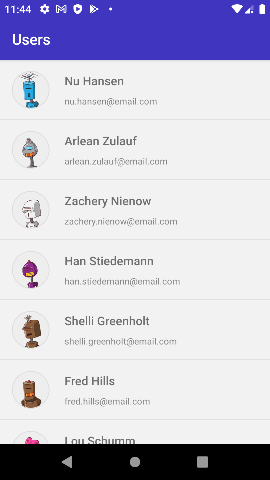 11:44
Users
Nu Hansen
nu.hansen@email.com
Arlean Zulauf
arlean.zulauf@email.com
Zachery Nienow
zachery.nienow@email.com
Han Stiedemann
han.stiedemann@email.com
Shelli Greenholt
shelli.greenholt@email.com
Fred Hills
fred.hills@email.com
Lou Schumm